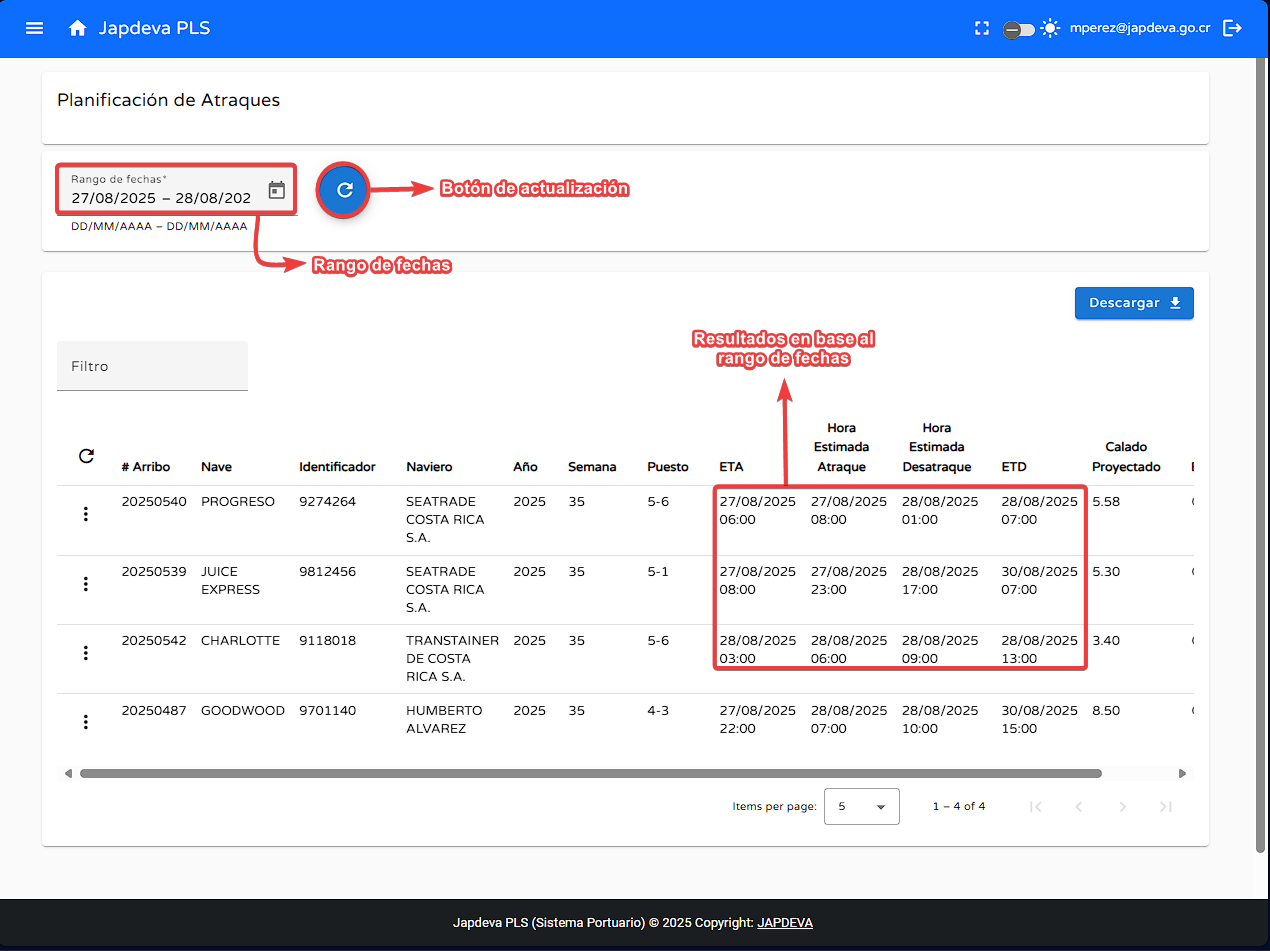 Japdeva PLS
mperez@japdeva.go.cr
Planificación de Atraques
Rango de fechas*
27/08/2025 – 28/08/202
DD/MM/AAAA – DD/MM/AAAA
Botón de actualización
Rango de fechas
Descargar
Resultados en base al
rango de fechas
Filtro
# Arribo Nave Identificador Naviero Año Semana Puesto ETA Hora Estimada Atraque Hora Estimada Desatraque ETD Calado Proyectado
20250540 PROGRESO 9274264 SEATRADE COSTA RICA S.A. 2025 35 5-6 27/08/2025 06:00 27/08/2025 08:00 28/08/2025 01:00 28/08/2025 07:00 5.58
20250539 JUICE EXPRESS 9812456 SEATRADE COSTA RICA S.A. 2025 35 5-1 27/08/2025 08:00 27/08/2025 23:00 28/08/2025 17:00 30/08/2025 07:00 5.30
20250542 CHARLOTTE 9118018 TRANSTAINER DE COSTA RICA S.A. 2025 35 5-6 28/08/2025 03:00 28/08/2025 06:00 28/08/2025 09:00 28/08/2025 13:00 3.40
20250487 GOODWOOD 9701140 HUMBERTO ALVAREZ 2025 35 4-3 27/08/2025 22:00 28/08/2025 07:00 28/08/2025 10:00 30/08/2025 15:00 8.50
Items per page: 5 1 – 4 of 4
Japdeva PLS (Sistema Portuario) © 2025 Copyright: JAPDEVA